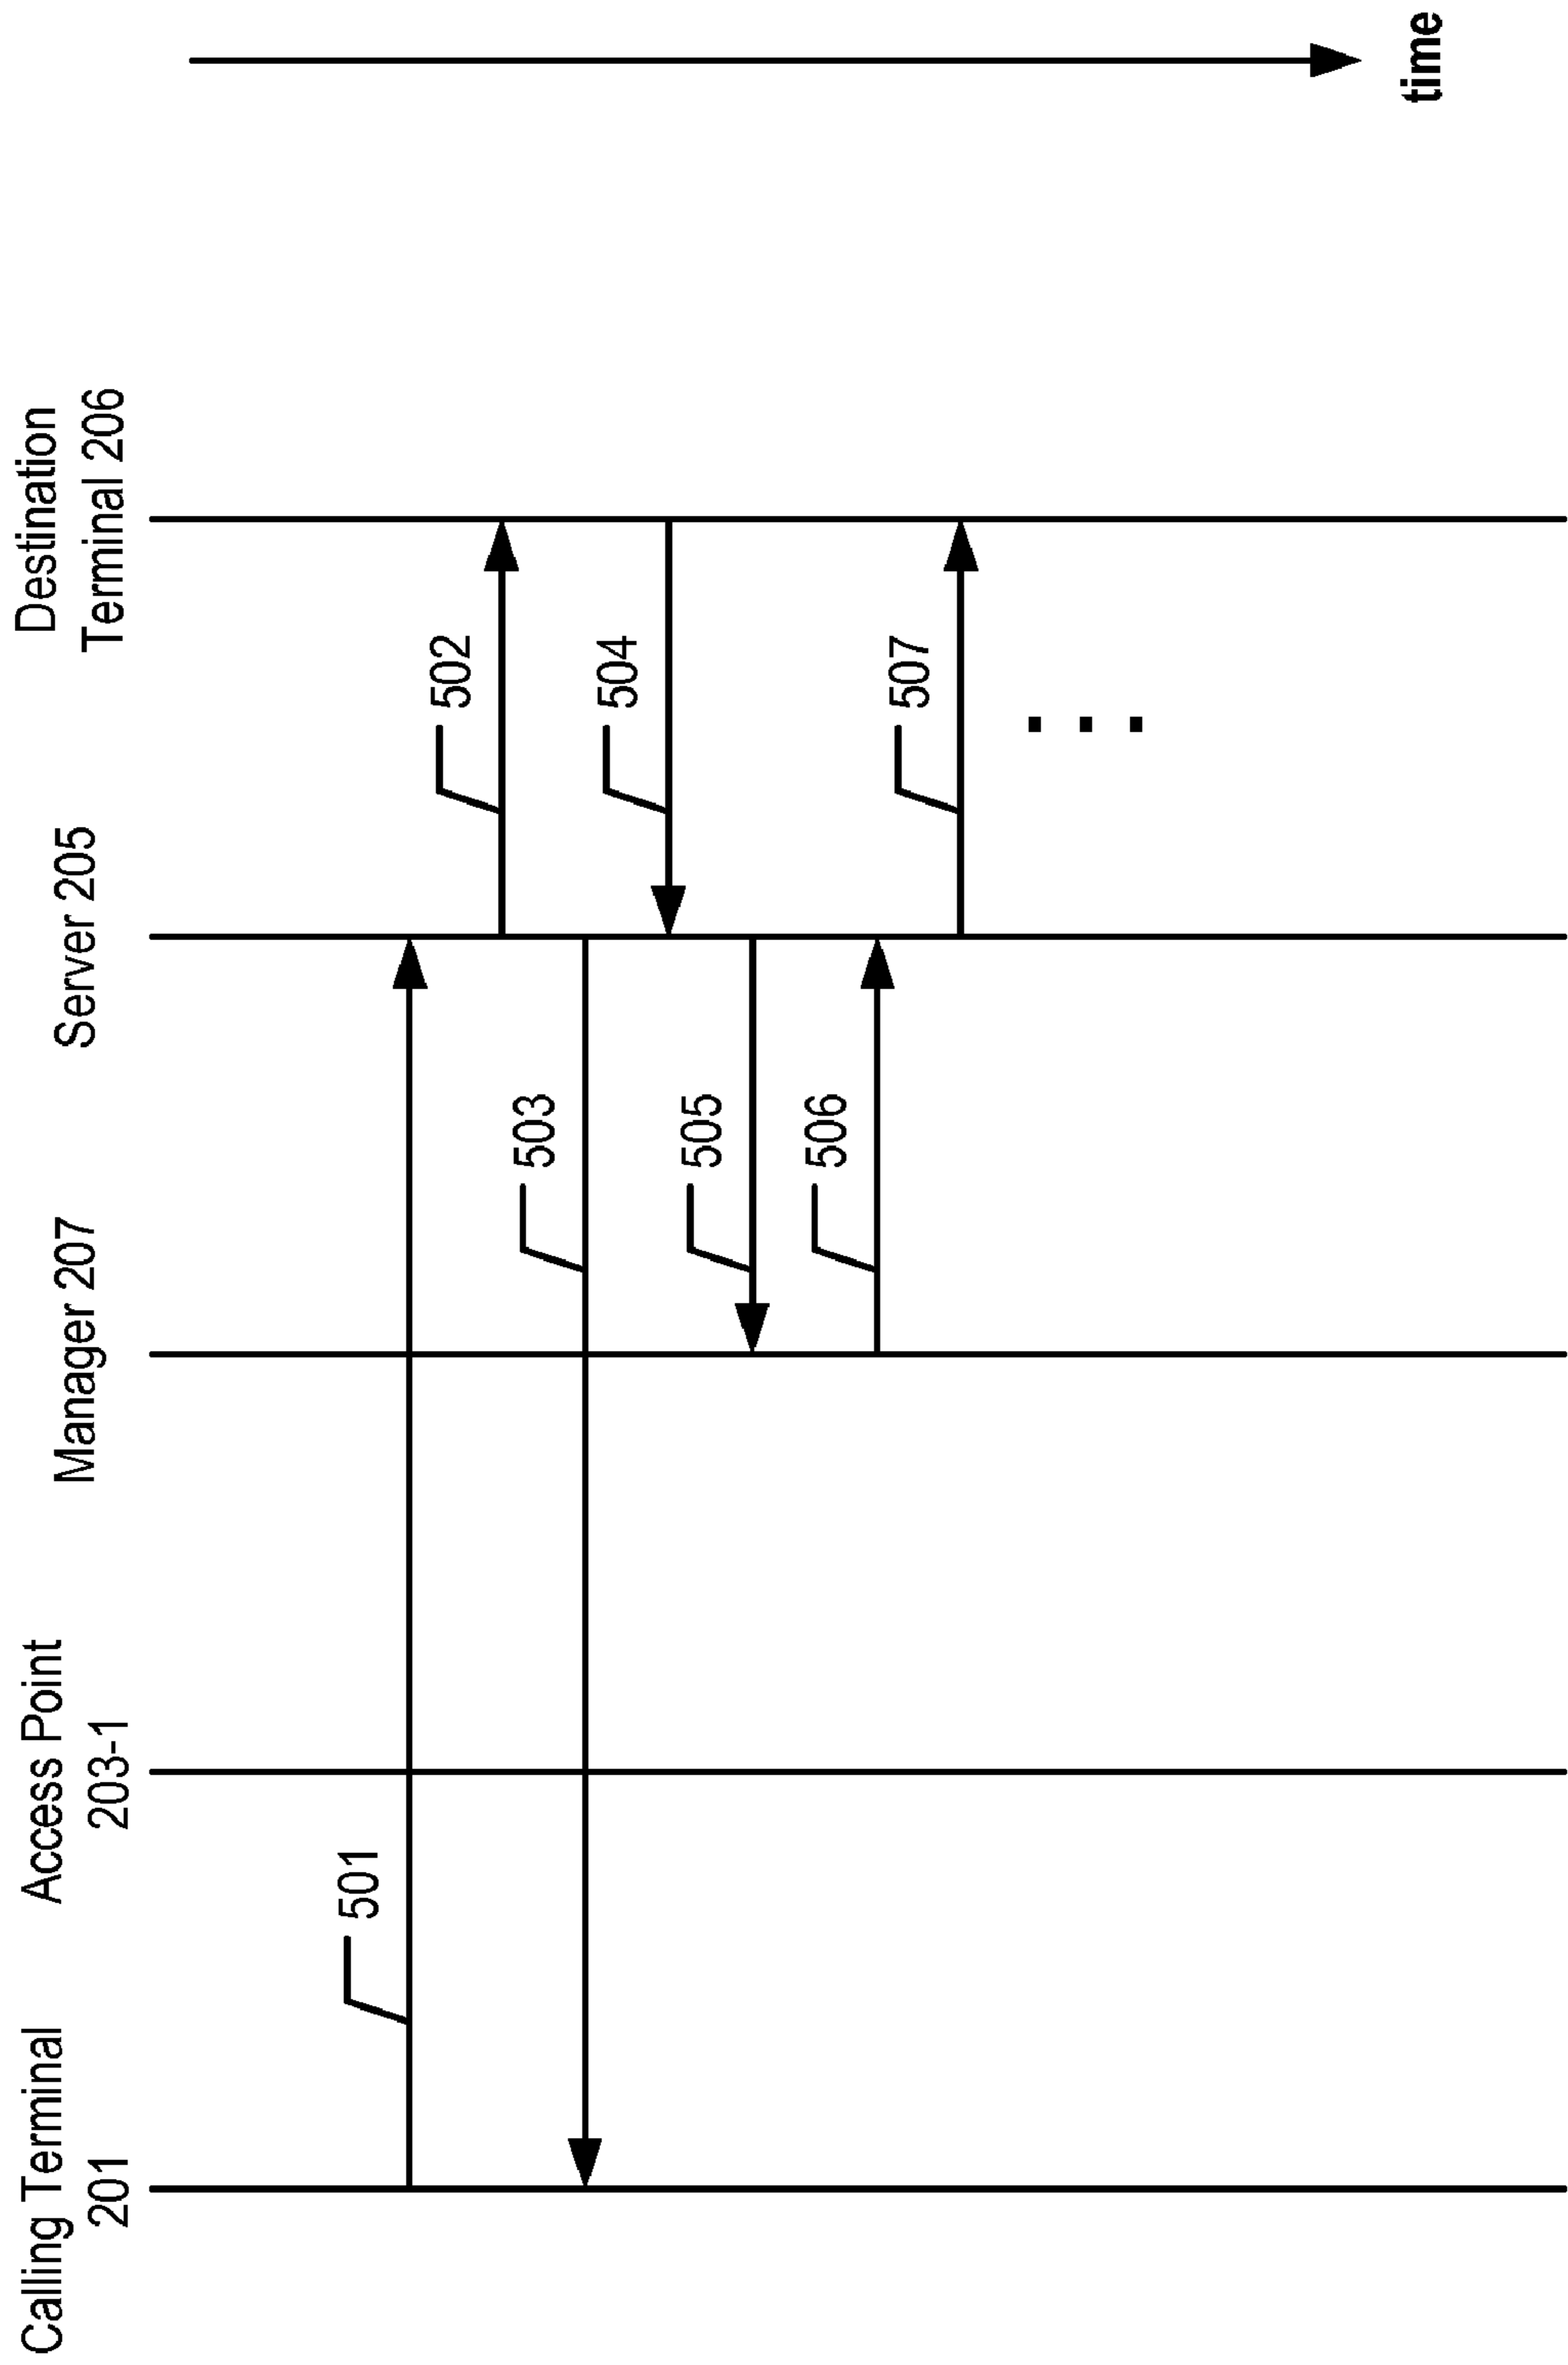 Calling Terminal
201
Access Point
203-1
Manager 207
Server 205
Destination
Terminal 206
501
502
503
504
505
506
507
. . .
time